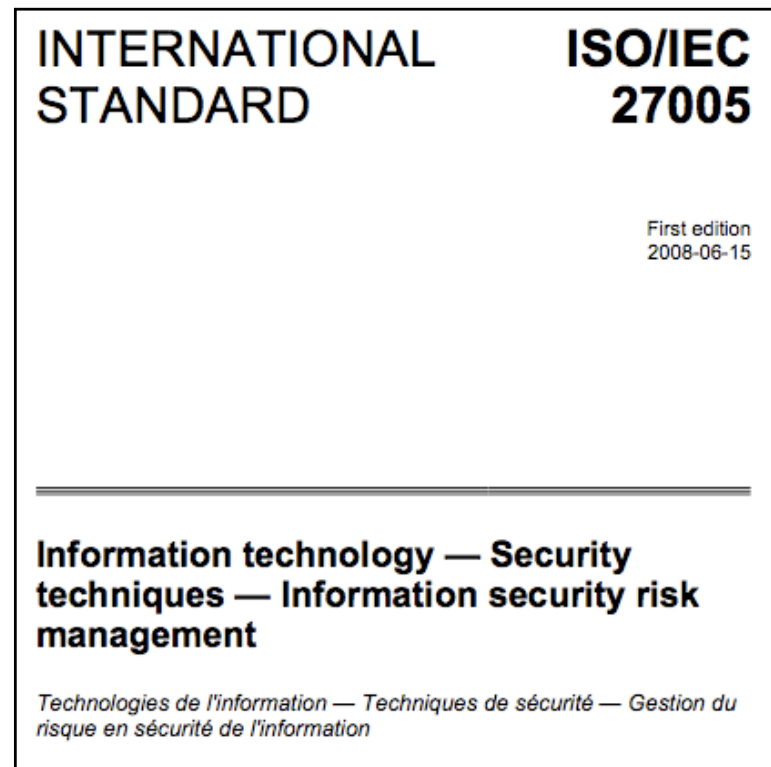 INTERNATIONAL STANDARD
ISO/IEC 27005
First edition
2008-06-15
Information technology — Security
techniques — Information security risk
management
Technologies de l'information — Techniques de sécurité — Gestion du
risque en sécurité de l'information